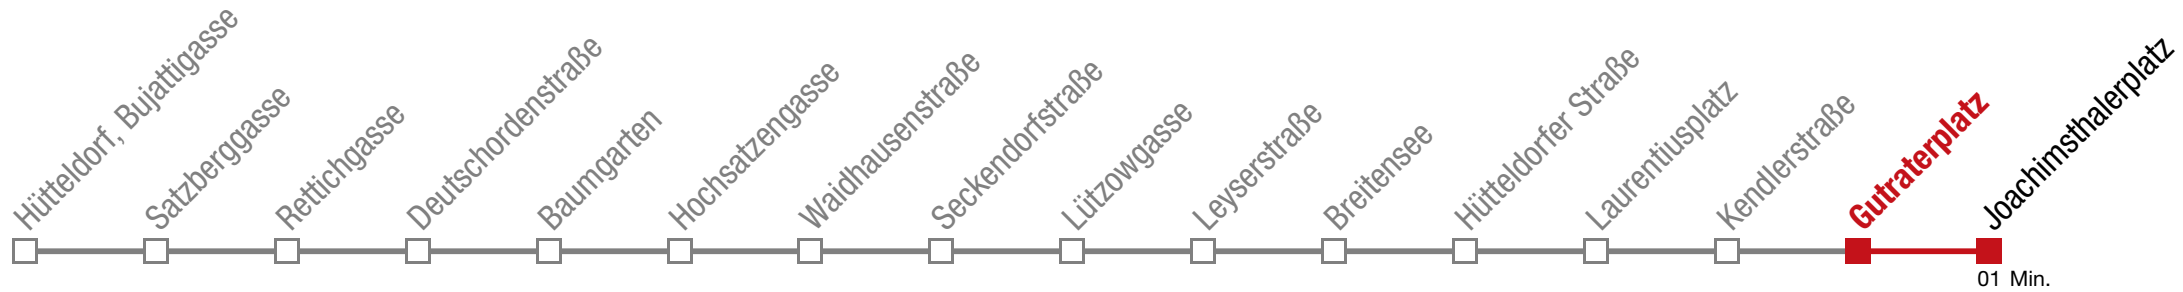 Hütteldorf, Bujattigasse
Satzberggasse
Rettichgasse
Deutschordenstraße
Baumgarten
Hochsatzengasse
Waidhausenstraße
Seckendorfstraße
Lützowgasse
Leyserstraße
Breitensee
Hütteldorfer Straße
Laurentiusplatz
Kendlerstraße
Gutraterplatz
Joachimsthalerplatz
01 Min.